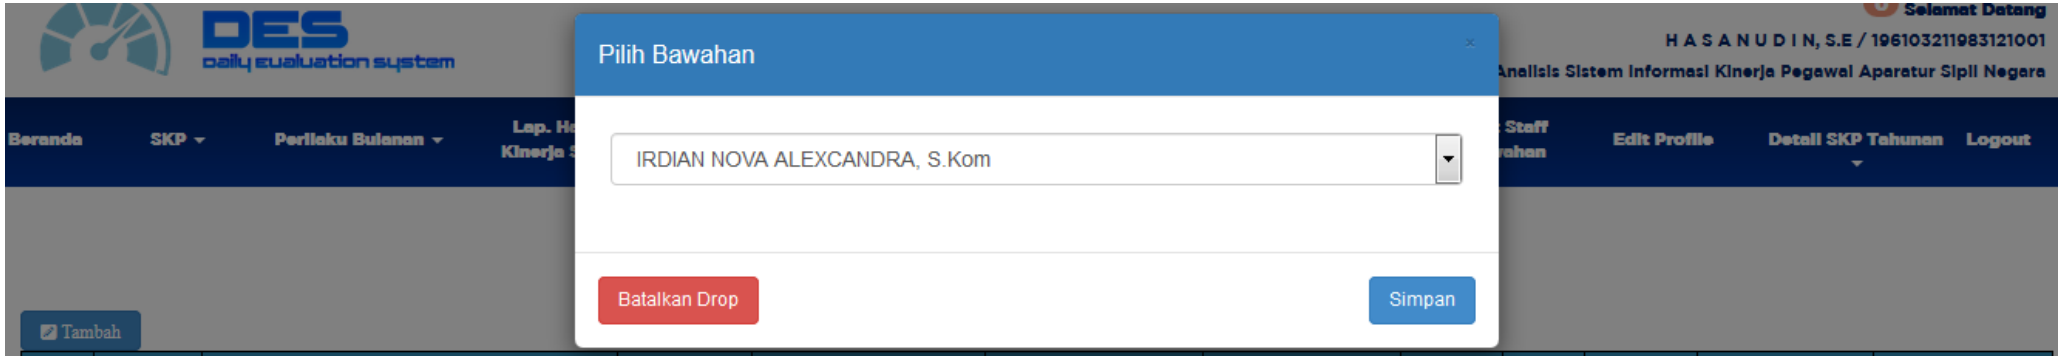 DES
Daily Evaluation System
Selamat Datang
H A S A N U D I N, S.E / 196103211983121001
Analisis Sistem Informasi Kinerja Pegawai Aparatur Sipil Negara
Pilih Bawahan
×
Beranda
SKP
Perilaku Bulanan
Lap.
Kinerja
Staff
Edit Profile
Detail SKP Tahunan
Logout
IRDIAN NOVA ALEXCANDRA, S.Kom
Batalkan Drop
Simpan
Tambah